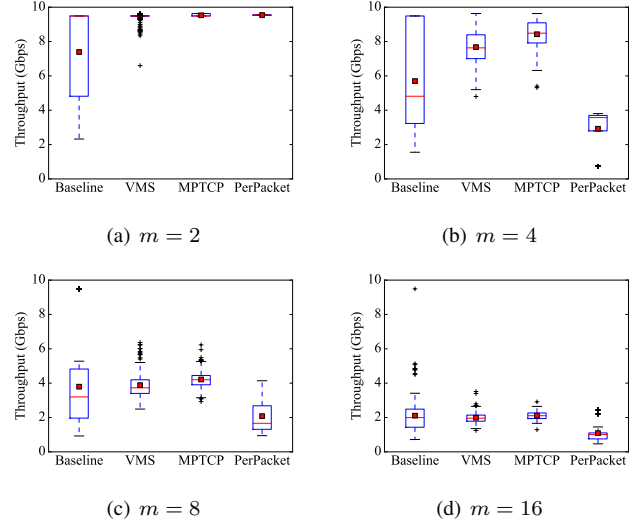 10
8
6
4
2
0
Throughput (Gbps)
Baseline VMS MPTCP PerPacket
(a) m = 2
10
8
6
4
2
0
Throughput (Gbps)
Baseline VMS MPTCP PerPacket
(b) m = 4
10
8
6
4
2
0
Throughput (Gbps)
Baseline VMS MPTCP PerPacket
(c) m = 8
10
8
6
4
2
0
Throughput (Gbps)
Baseline VMS MPTCP PerPacket
(d) m = 16